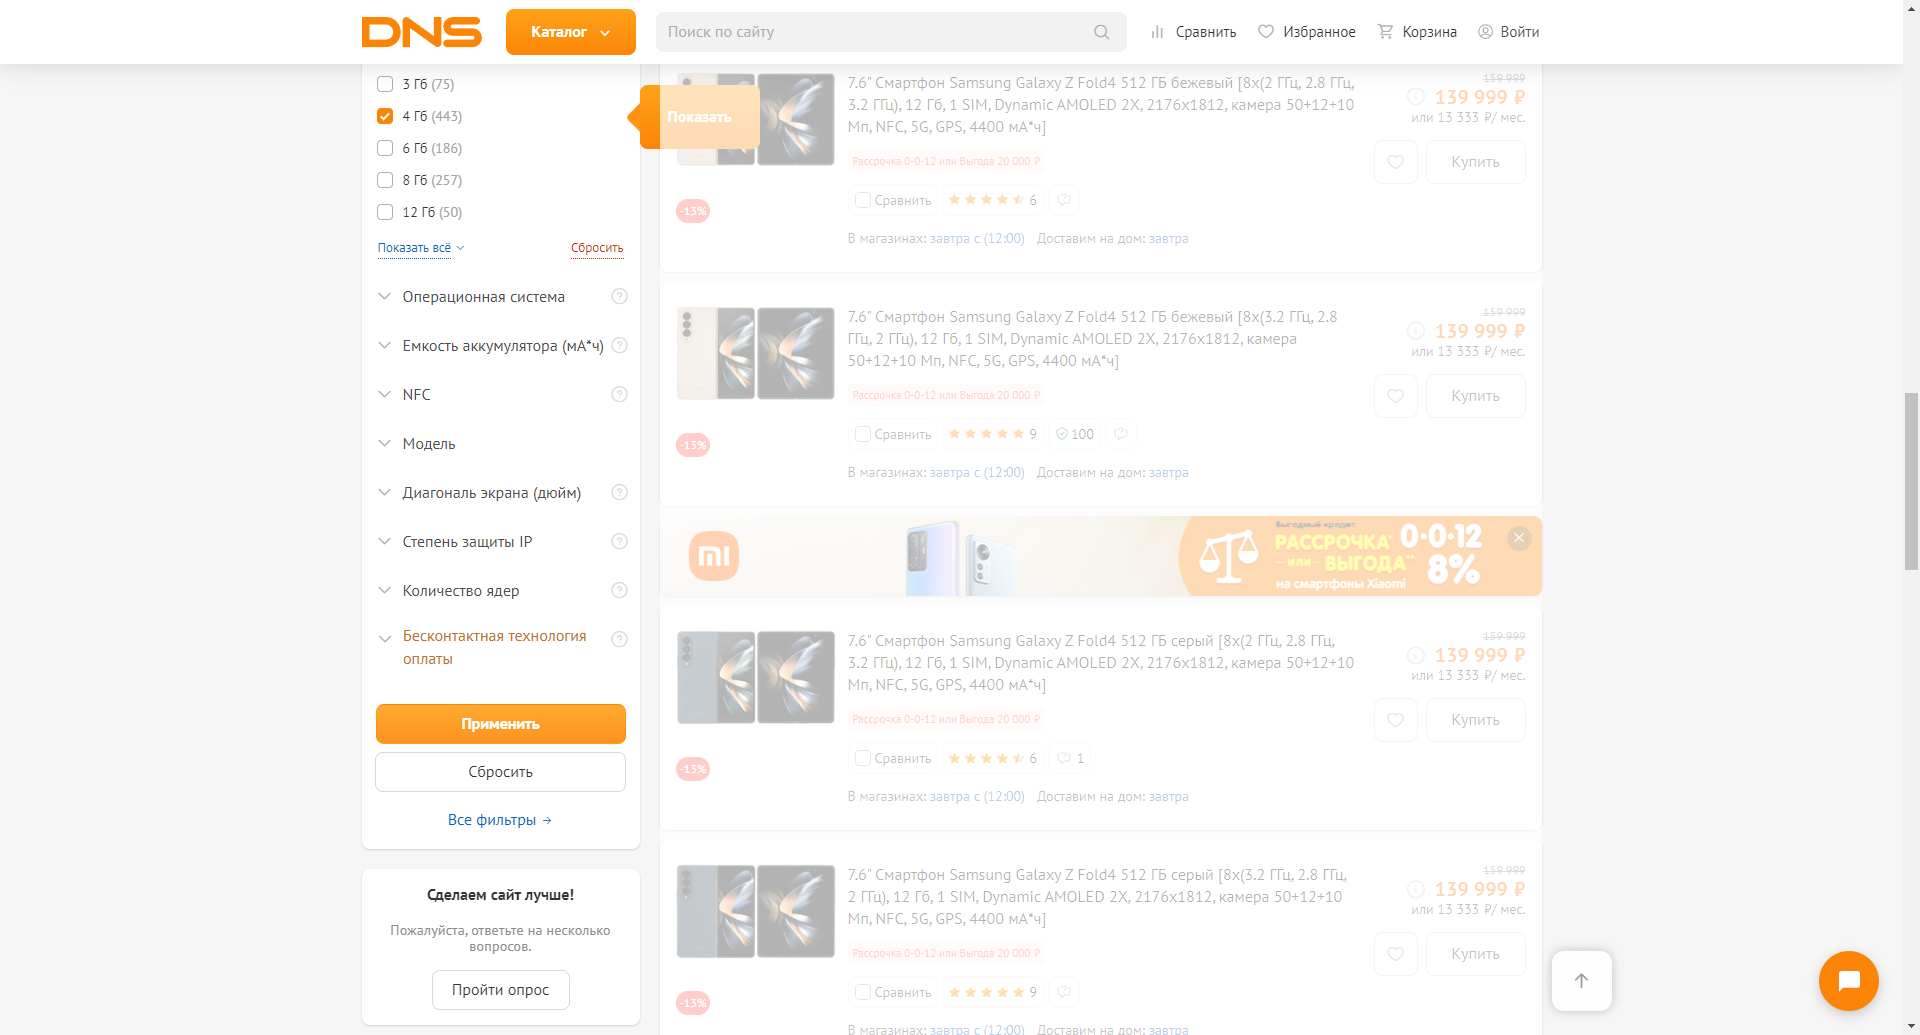 DNS
Каталог
Поиск по сайту
Сравнить
Избранное
Корзина
Войти
3 Гб (75)
4 Гб (443)
6 Гб (186)
8 Гб (257)
12 Гб (50)
Показать всё
Сбросить
Показать
Операционная система
Емкость аккумулятора (мА*ч)
NFC
Модель
Диагональ экрана (дюйм)
Степень защиты IP
Количество ядер
Бесконтактная технология
оплаты
Применить
Сбросить
Все фильтры →
Сделаем сайт лучше!
Пожалуйста, ответьте на несколько
вопросов.
Пройти опрос
7.6" Смартфон Samsung Galaxy Z Fold4 512 ГБ бежевый [8x(2 ГГц, 2.8 ГГц,
3.2 ГГц), 12 Гб, 1 SIM, Dynamic AMOLED 2X, 2176x1812, камера 50+12+10
Мп, NFC, 5G, GPS, 4400 мА*ч]
Рассрочка 0-0-12 или Выгода 20 000 ₽
-13%
Сравнить
6
В магазинах: завтра с (12:00) Доставим на дом: завтра
159 999
139 999 ₽
или 13 333 ₽/ мес.
Купить
7.6" Смартфон Samsung Galaxy Z Fold4 512 ГБ бежевый [8x(3.2 ГГц, 2.8
ГГц, 2 ГГц), 12 Гб, 1 SIM, Dynamic AMOLED 2X, 2176x1812, камера
50+12+10 Мп, NFC, 5G, GPS, 4400 мА*ч]
Рассрочка 0-0-12 или Выгода 20 000 ₽
-13%
Сравнить
9
100
В магазинах: завтра с (12:00) Доставим на дом: завтра
159 999
139 999 ₽
или 13 333 ₽/ мес.
Купить
Выгодный кредит
РАССРОЧКА* 0-0-12
— или — ВЫГОДА** 8%
на смартфоны Xiaomi
7.6" Смартфон Samsung Galaxy Z Fold4 512 ГБ серый [8x(2 ГГц, 2.8 ГГц,
3.2 ГГц), 12 Гб, 1 SIM, Dynamic AMOLED 2X, 2176x1812, камера 50+12+10
Мп, NFC, 5G, GPS, 4400 мА*ч]
Рассрочка 0-0-12 или Выгода 20 000 ₽
-13%
Сравнить
6
1
В магазинах: завтра с (12:00) Доставим на дом: завтра
159 999
139 999 ₽
или 13 333 ₽/ мес.
Купить
7.6" Смартфон Samsung Galaxy Z Fold4 512 ГБ серый [8x(3.2 ГГц, 2.8 ГГц,
2 ГГц), 12 Гб, 1 SIM, Dynamic AMOLED 2X, 2176x1812, камера 50+12+10
Мп, NFC, 5G, GPS, 4400 мА*ч]
Рассрочка 0-0-12 или Выгода 20 000 ₽
-13%
Сравнить
9
В магазинах: завтра с (12:00) Доставим на дом: завтра
159 999
139 999 ₽
или 13 333 ₽/ мес.
Купить